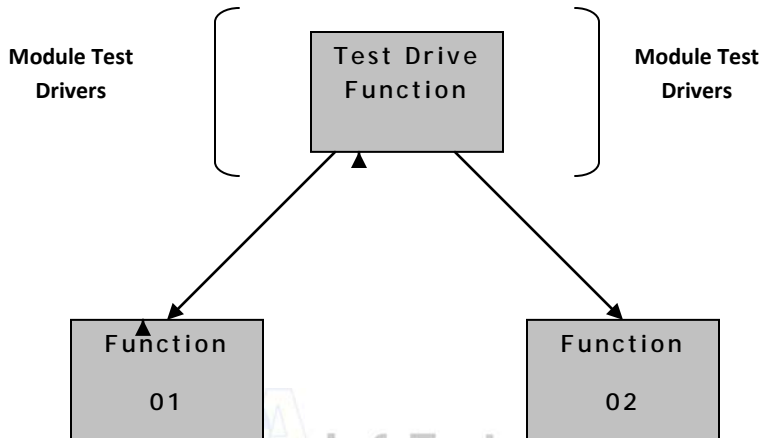 Module Test
Drivers
Test Drive
Function
Module Test
Drivers
Function
01
Function
02